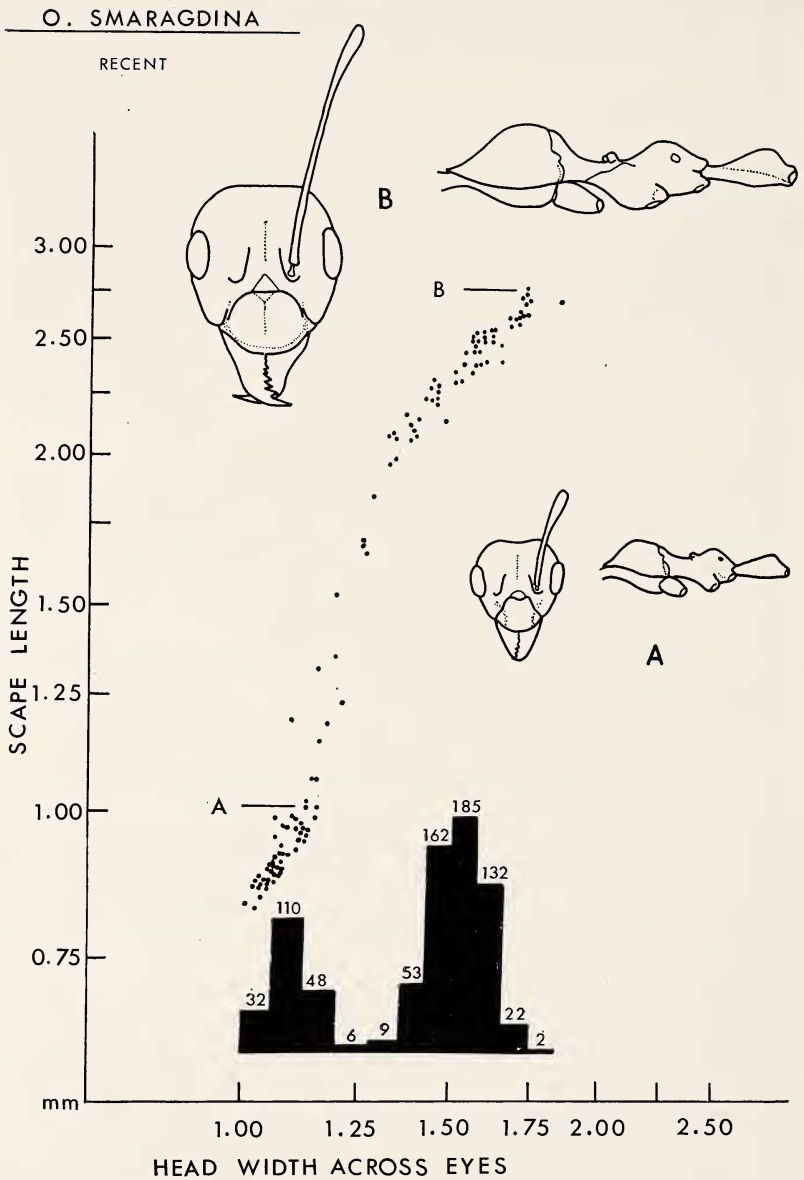 O. SMARAGDINA
RECENT
B
3.00
B
2.50
2.00
SCAPE LENGTH
1.50
A
1.25
A
1.00
185
162
132
110
0.75
53
48
32
22
9
6
2
mm
1.00 1.25 1.50 1.75 2.00 2.50
HEAD WIDTH ACROSS EYES